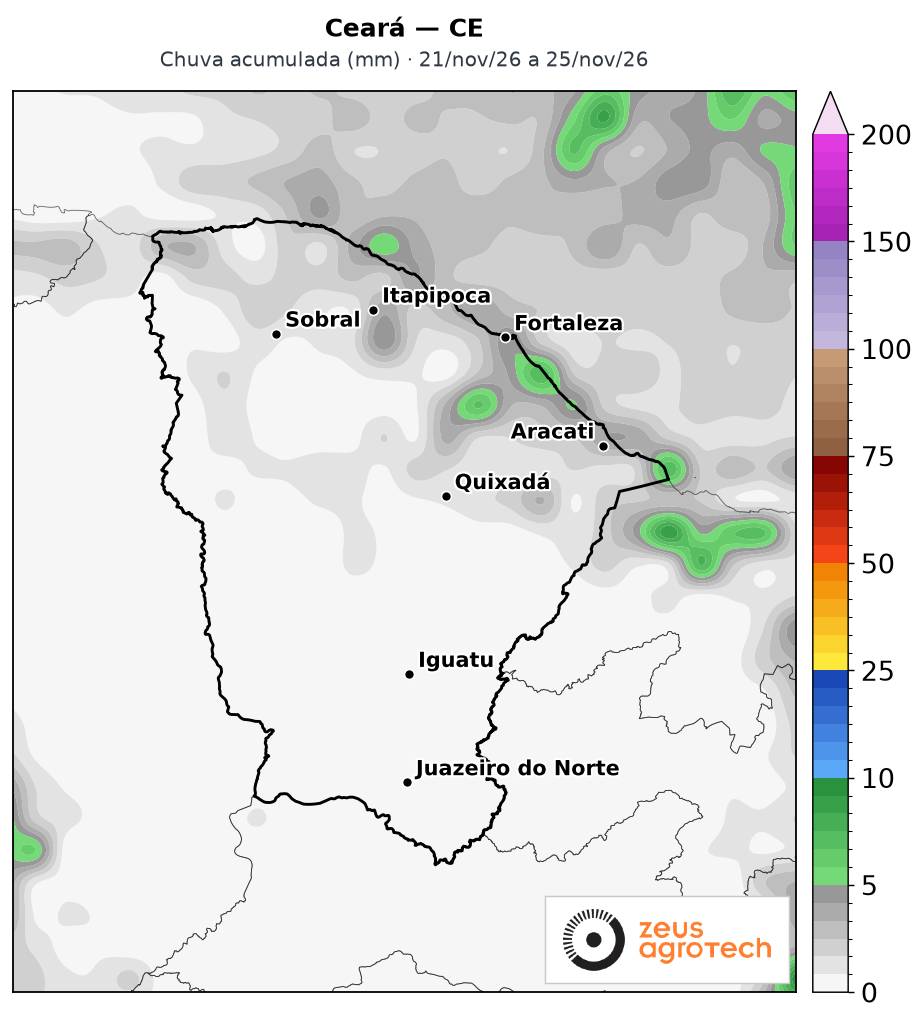 Ceará — CE
Chuva acumulada (mm) · 21/nov/26 a 25/nov/26
200
150
100
75
50
25
10
5
0
Itapipoca
Sobral
Fortaleza
Aracati
Quixadá
Iguatu
Juazeiro do Norte
zeus
agrotech